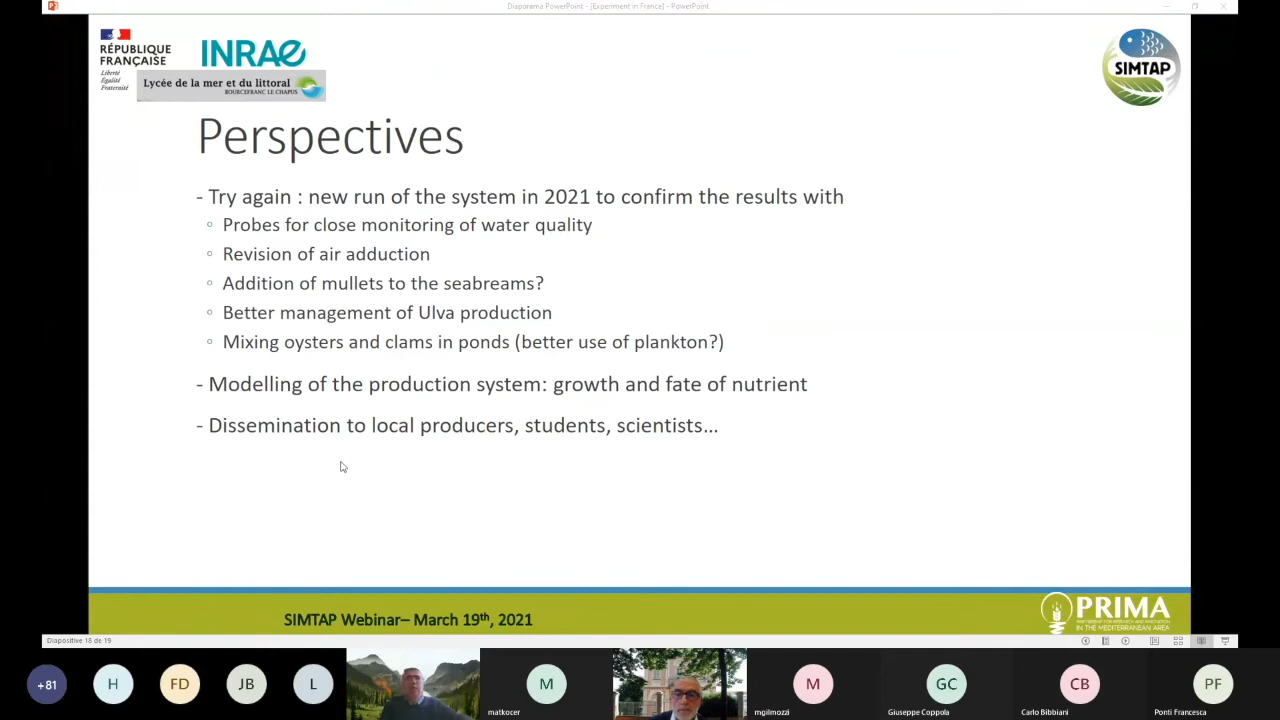 Diaporama PowerPoint - [Experiment in France] - PowerPoint
RÉPUBLIQUE
FRANÇAISE
Liberté
Égalité
Fraternité
INRAE
Lycée de la mer et du littoral
BOURCEFRANC LE CHAPUS
SIMTAP
Perspectives
- Try again : new run of the system in 2021 to confirm the results with
◦ Probes for close monitoring of water quality
◦ Revision of air adduction
◦ Addition of mullets to the seabreams?
◦ Better management of Ulva production
◦ Mixing oysters and clams in ponds (better use of plankton?)
- Modelling of the production system: growth and fate of nutrient
- Dissemination to local producers, students, scientists…
SIMTAP Webinar– March 19th, 2021
PRIMA
PARTNERSHIP FOR RESEARCH AND INNOVATION
IN THE MEDITERRANEAN AREA
Diapositive 18 de 19
+81
H
FD
JB
L
M
matkocer
M
mgilmozzi
GC
Giuseppe Coppola
CB
Carlo Bibbiani
PF
Ponti Francesca